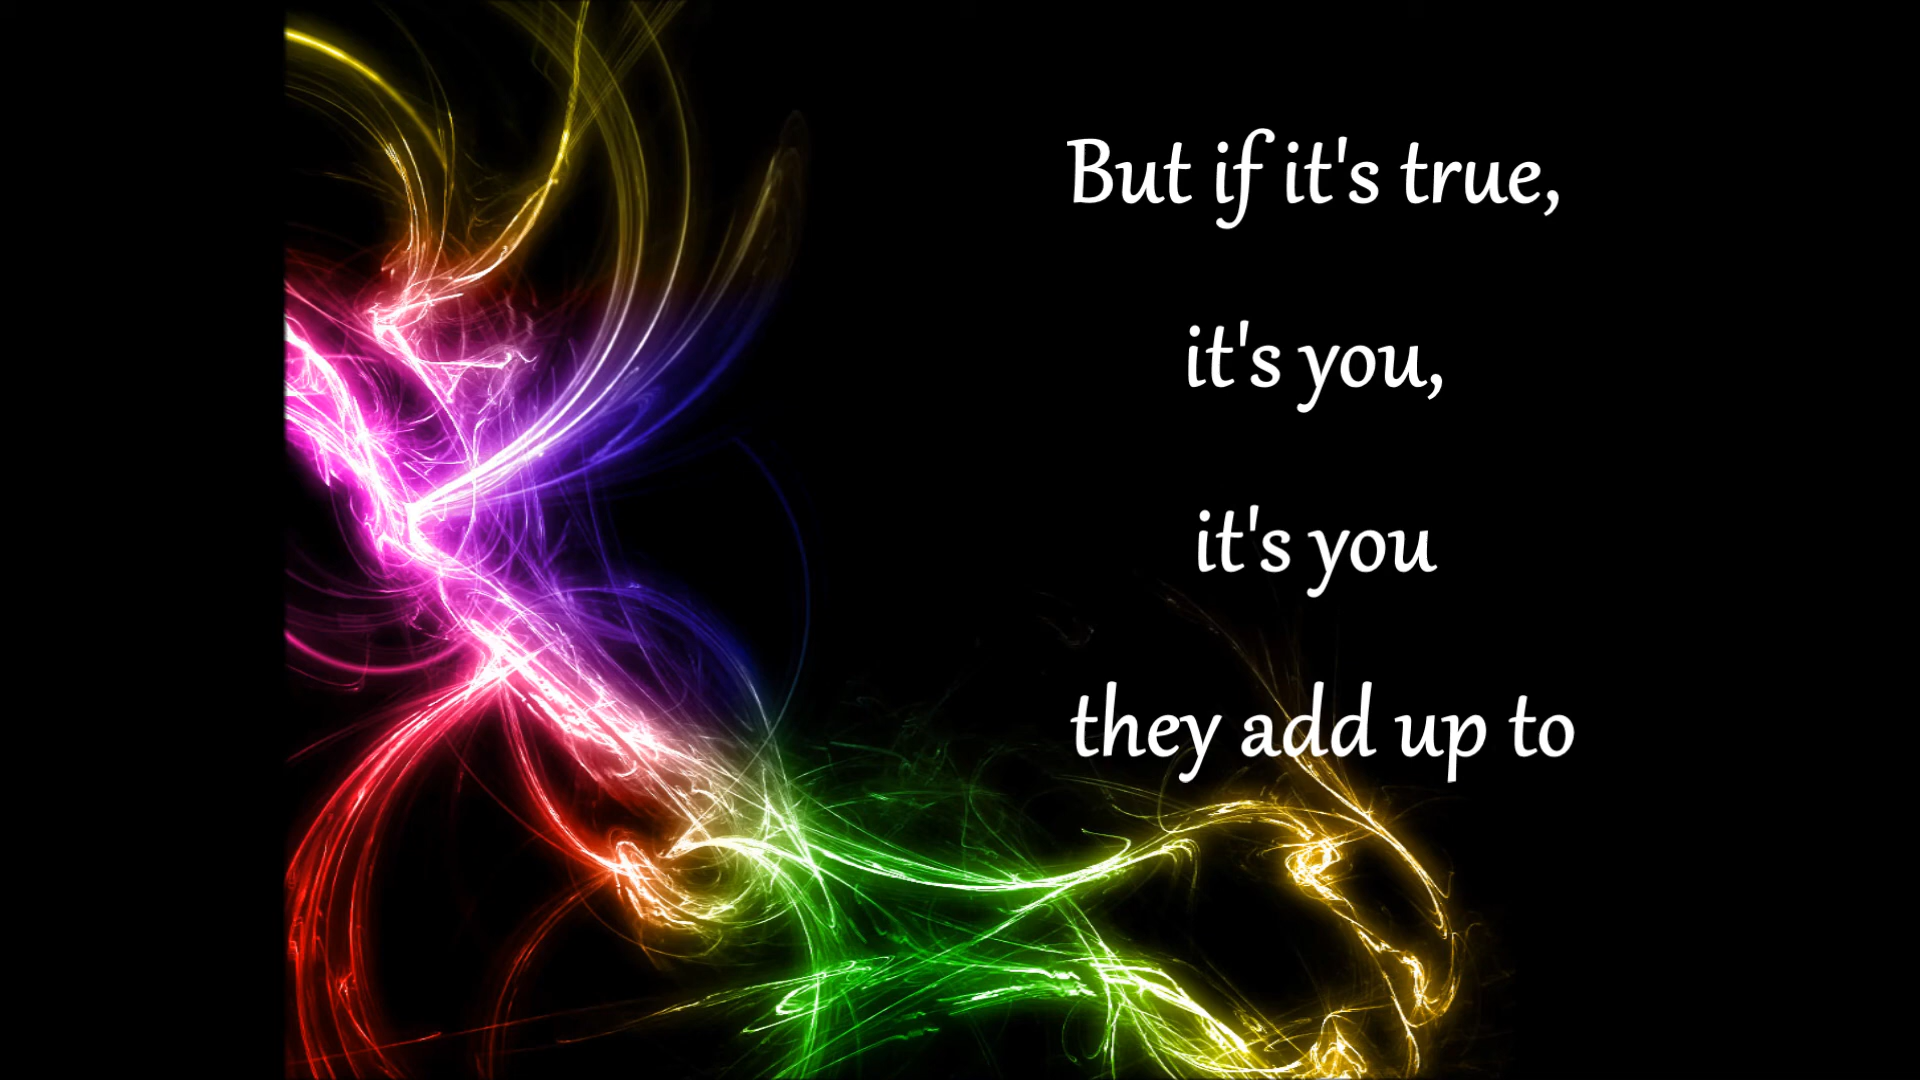 But if it's true,
it's you,
it's you
they add up to